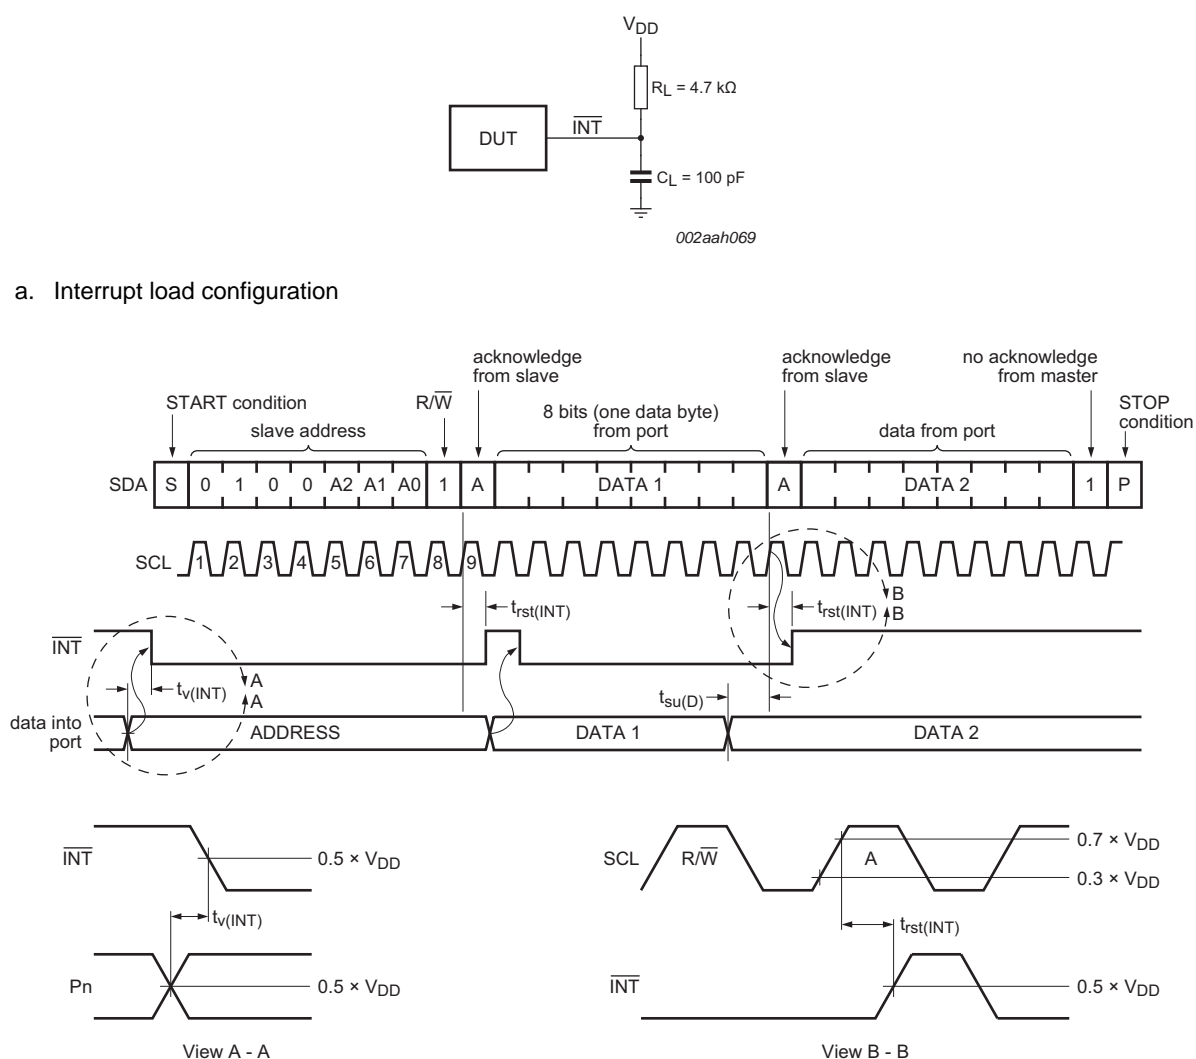 VDD
RL = 4.7 kΩ
DUT
INT
CL = 100 pF
002aah069
a. Interrupt load configuration
acknowledge
from slave
acknowledge
from slave
no acknowledge
from master
START condition
R/W
8 bits (one data byte)
from port
STOP
condition
slave address
data from port
SDA S 0 1 0 0 A2 A1 A0 1 A DATA 1 A DATA 2 1 P
SCL 1 2 3 4 5 6 7 8 9
trst(INT)
trst(INT)
B
B
INT
tv(INT)
A
A
tsu(D)
data into
port
ADDRESS
DATA 1
DATA 2
INT
0.5 × VDD
tv(INT)
Pn
0.5 × VDD
View A - A
SCL
R/W
A
0.7 × VDD
0.3 × VDD
trst(INT)
INT
0.5 × VDD
View B - B